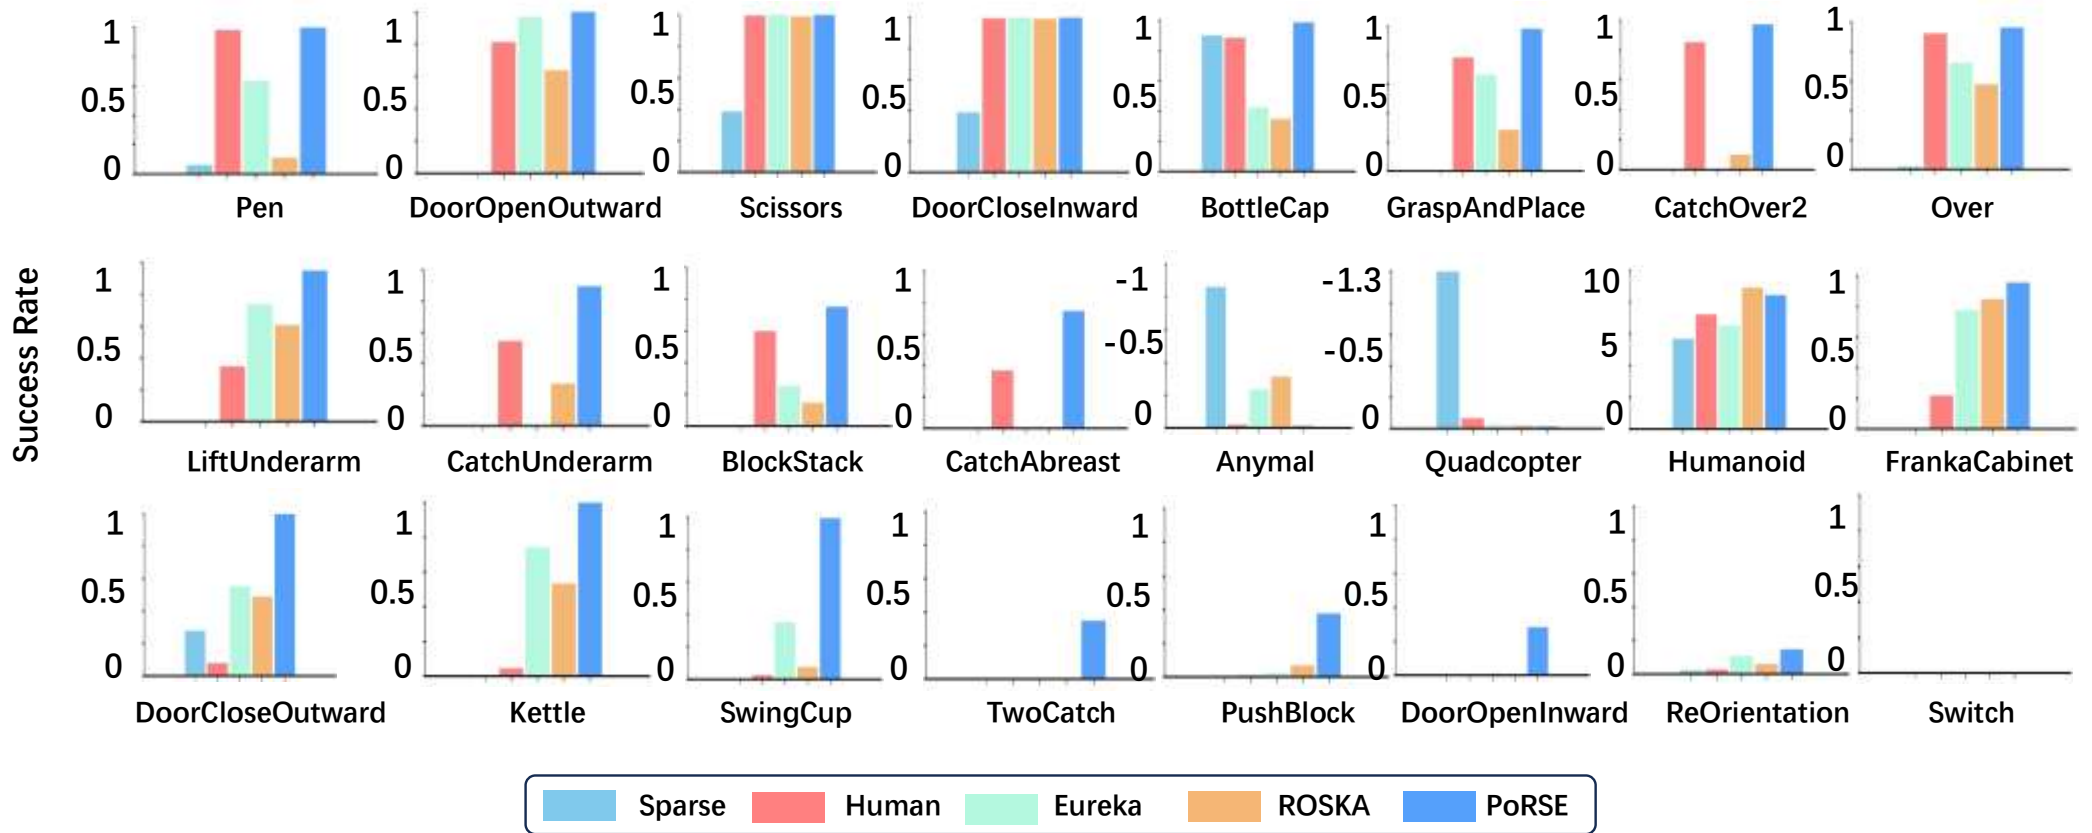 1 1 1 1 1 1 1 1
0.5 0.5 0.5 0.5 0.5 0.5 0.5 0.5
0 0 0 0 0 0 0 0
Pen DoorOpenOutward Scissors DoorCloseInward BottleCap GraspAndPlace CatchOver2 Over
Success Rate
1 1 1 1 -1 -1.3 10 1
0.5 0.5 0.5 0.5 -0.5 -0.5 5 0.5
0 0 0 0 0 0 0 0
LiftUnderarm CatchUnderarm BlockStack CatchAbreast Anymal Quadcopter Humanoid FrankaCabinet
1 1 1 1 1 1 1 1
0.5 0.5 0.5 0.5 0.5 0.5 0.5 0.5
0 0 0 0 0 0 0 0
DoorCloseOutward Kettle SwingCup TwoCatch PushBlock DoorOpenInward ReOrientation Switch
Sparse Human Eureka ROSKA PoRSE